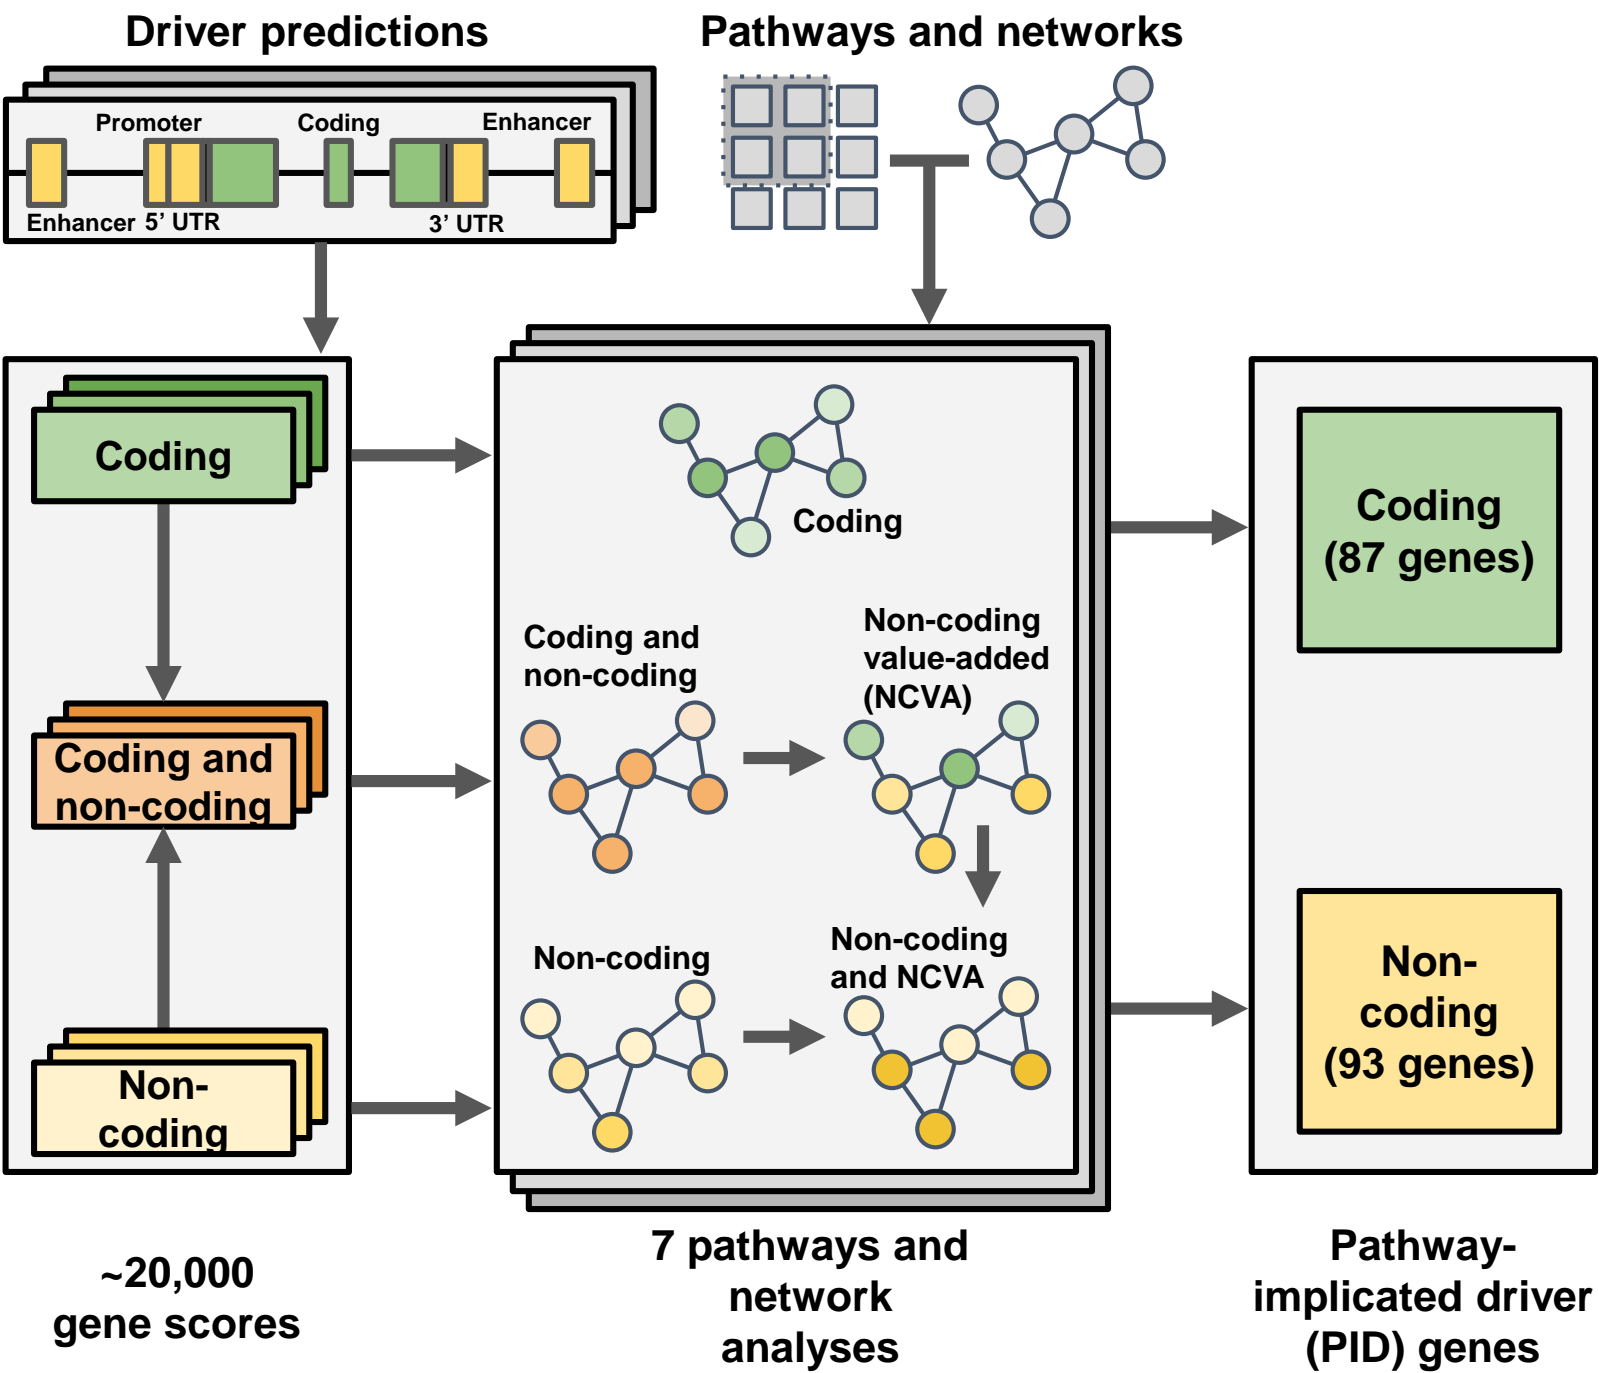 Driver predictions
Pathways and networks
Promoter
Coding
Enhancer
Enhancer
5’ UTR
3’ UTR
Coding
Coding and
non-coding
Non-
coding
Coding
Coding and
non-coding
Non-coding
value-added
(NCVA)
Non-coding
Non-coding
and NCVA
Coding
(87 genes)
Non-
coding
(93 genes)
~20,000
gene scores
7 pathways and
network
analyses
Pathway-
implicated driver
(PID) genes